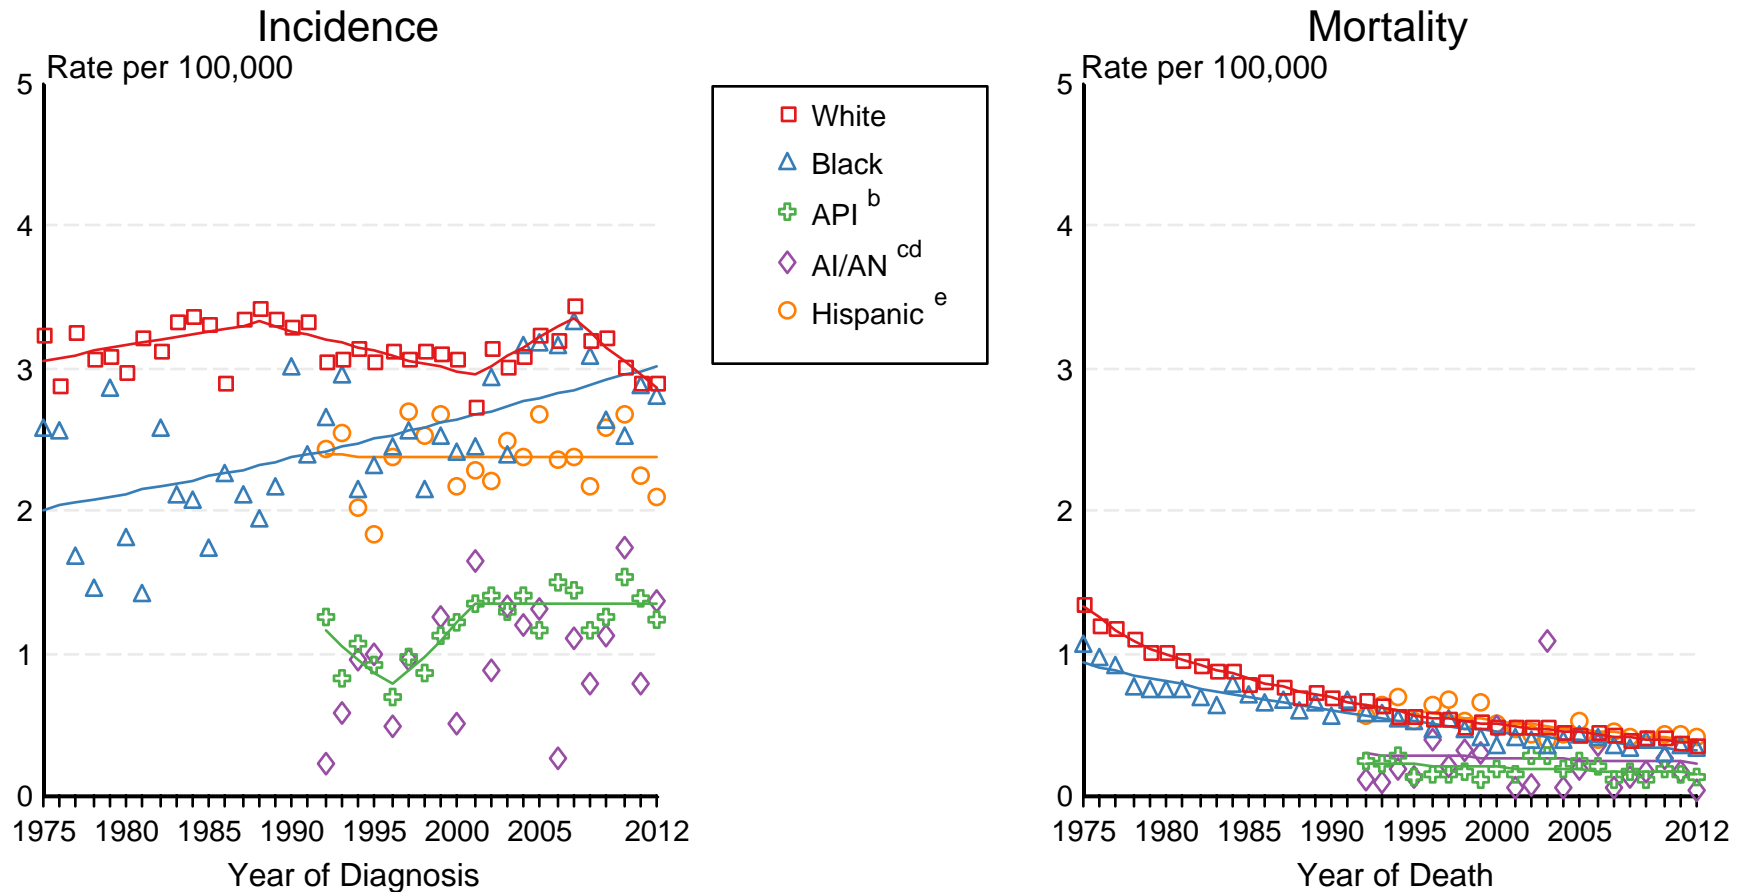 Incidence
Rate per 100,000
5
4
3
2
1
0
1975 1980 1985 1990 1995 2000 2005 2012
Year of Diagnosis
White
Black
API b
AI/AN cd
Hispanic e
Mortality
Rate per 100,000
5
4
3
2
1
0
1975 1980 1985 1990 1995 2000 2005 2012
Year of Death